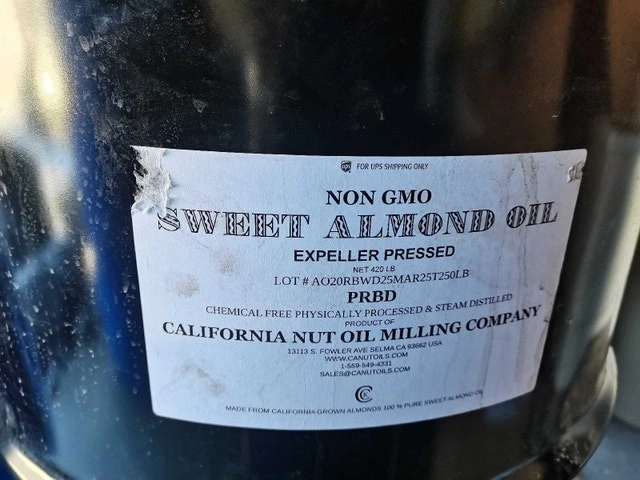 FOR UPS SHIPPING ONLY
NON GMO
SWEET ALMOND OIL
EXPELLER PRESSED
NET 420 LB
LOT # AO20RBWD25MAR25T250LB
PRBD
CHEMICAL FREE PHYSICALLY PROCESSED & STEAM DISTILLED
PRODUCT OF
CALIFORNIA NUT OIL MILLING COMPANY
13113 S. FOWLER AVE SELMA CA 93662 USA
WWW.CANUTOILS.COM
1-559-549-4231
SALES@CANUTOILS.COM
CK
MADE FROM CALIFORNIA GROWN ALMONDS 100 % PURE SWEET ALMOND OIL